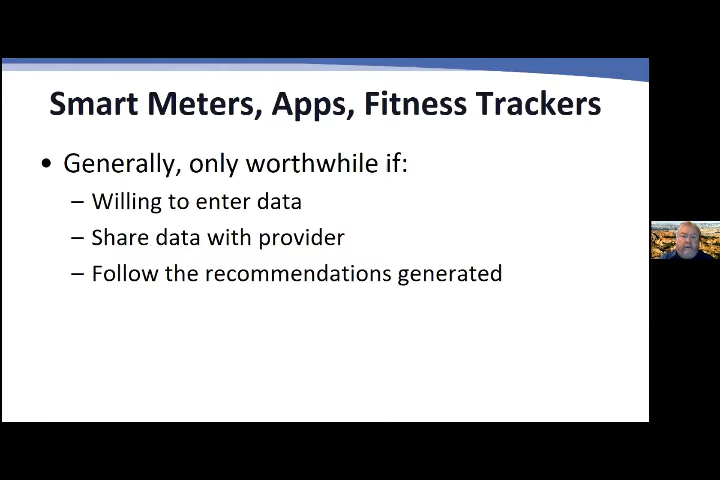 Smart Meters, Apps, Fitness Trackers
• Generally, only worthwhile if:
– Willing to enter data
– Share data with provider
– Follow the recommendations generated